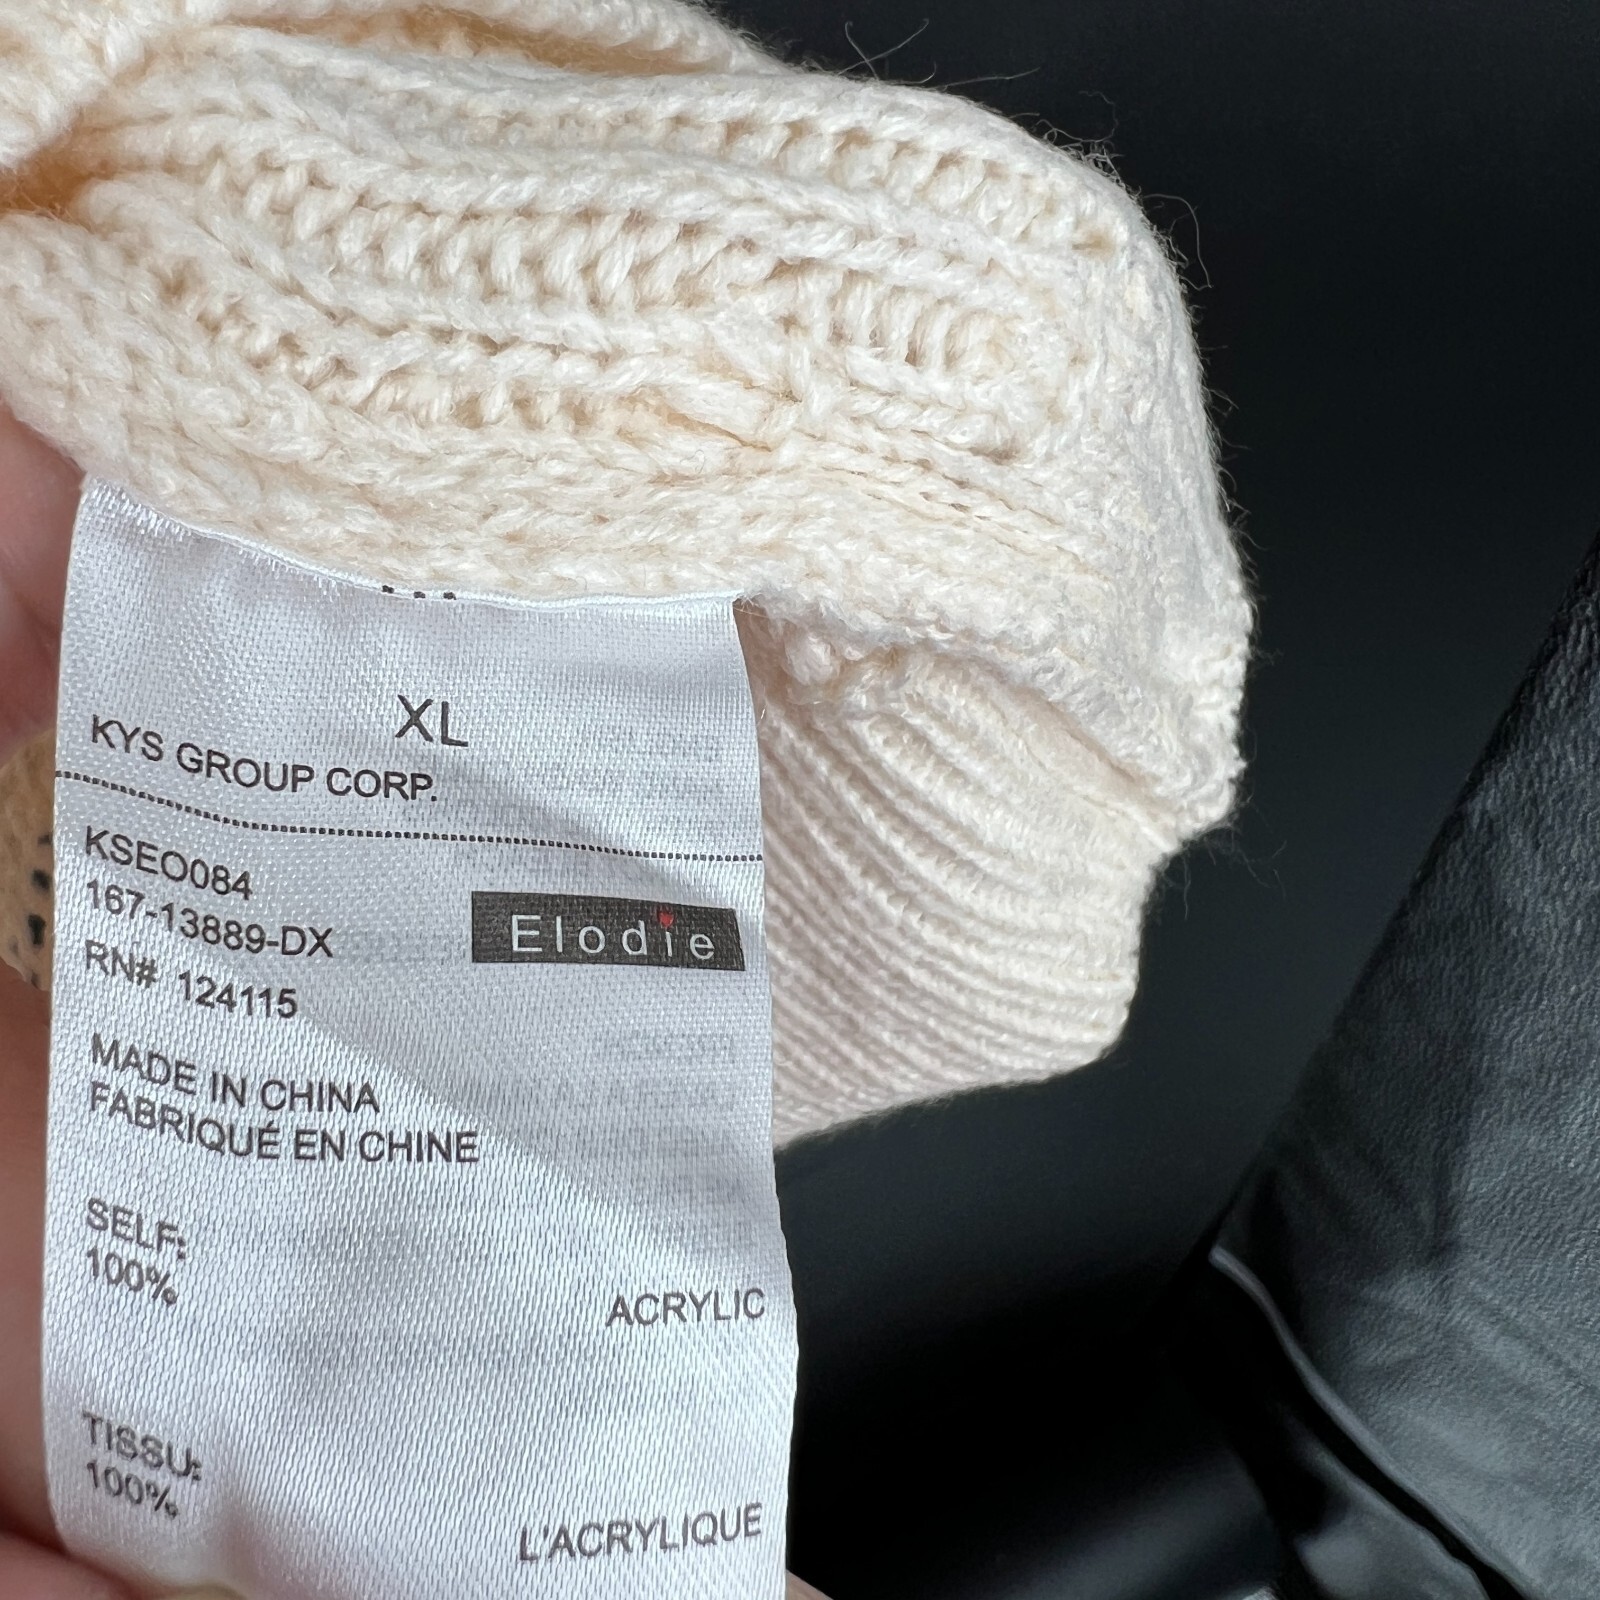 XL
KYS GROUP CORP.
KSEO084
167-13889-DX
Elodie
RN# 124115
MADE IN CHINA
FABRIQUÉ EN CHINE
SELF:
100% ACRYLIC
TISSU:
100% L'ACRYLIQUE